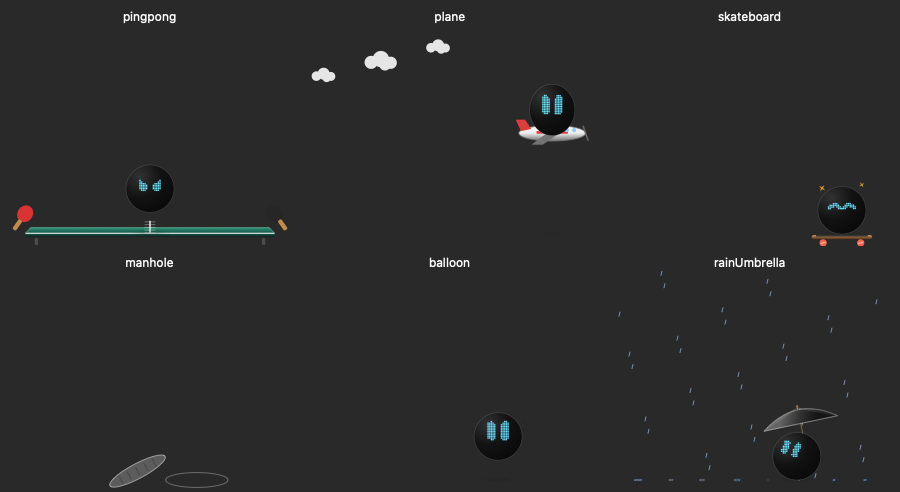 pingpong
plane
skateboard
manhole
balloon
rainUmbrella